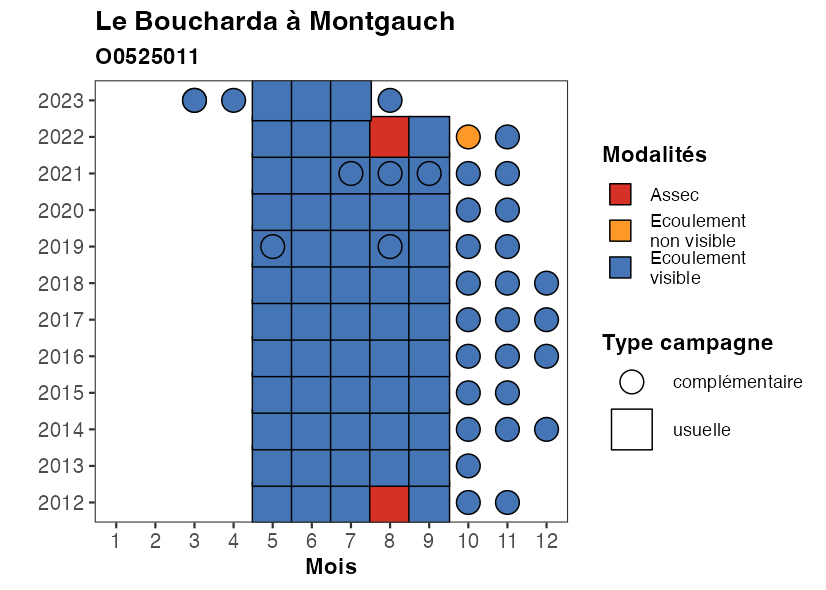 Le Boucharda à Montgauch
O0525011
2023
2022
2021
2020
2019
2018
2017
2016
2015
2014
2013
2012
1 2 3 4 5 6 7 8 9 10 11 12
Mois
Modalités
Assec
Ecoulement
non visible
Ecoulement
visible
Type campagne
complémentaire
usuelle